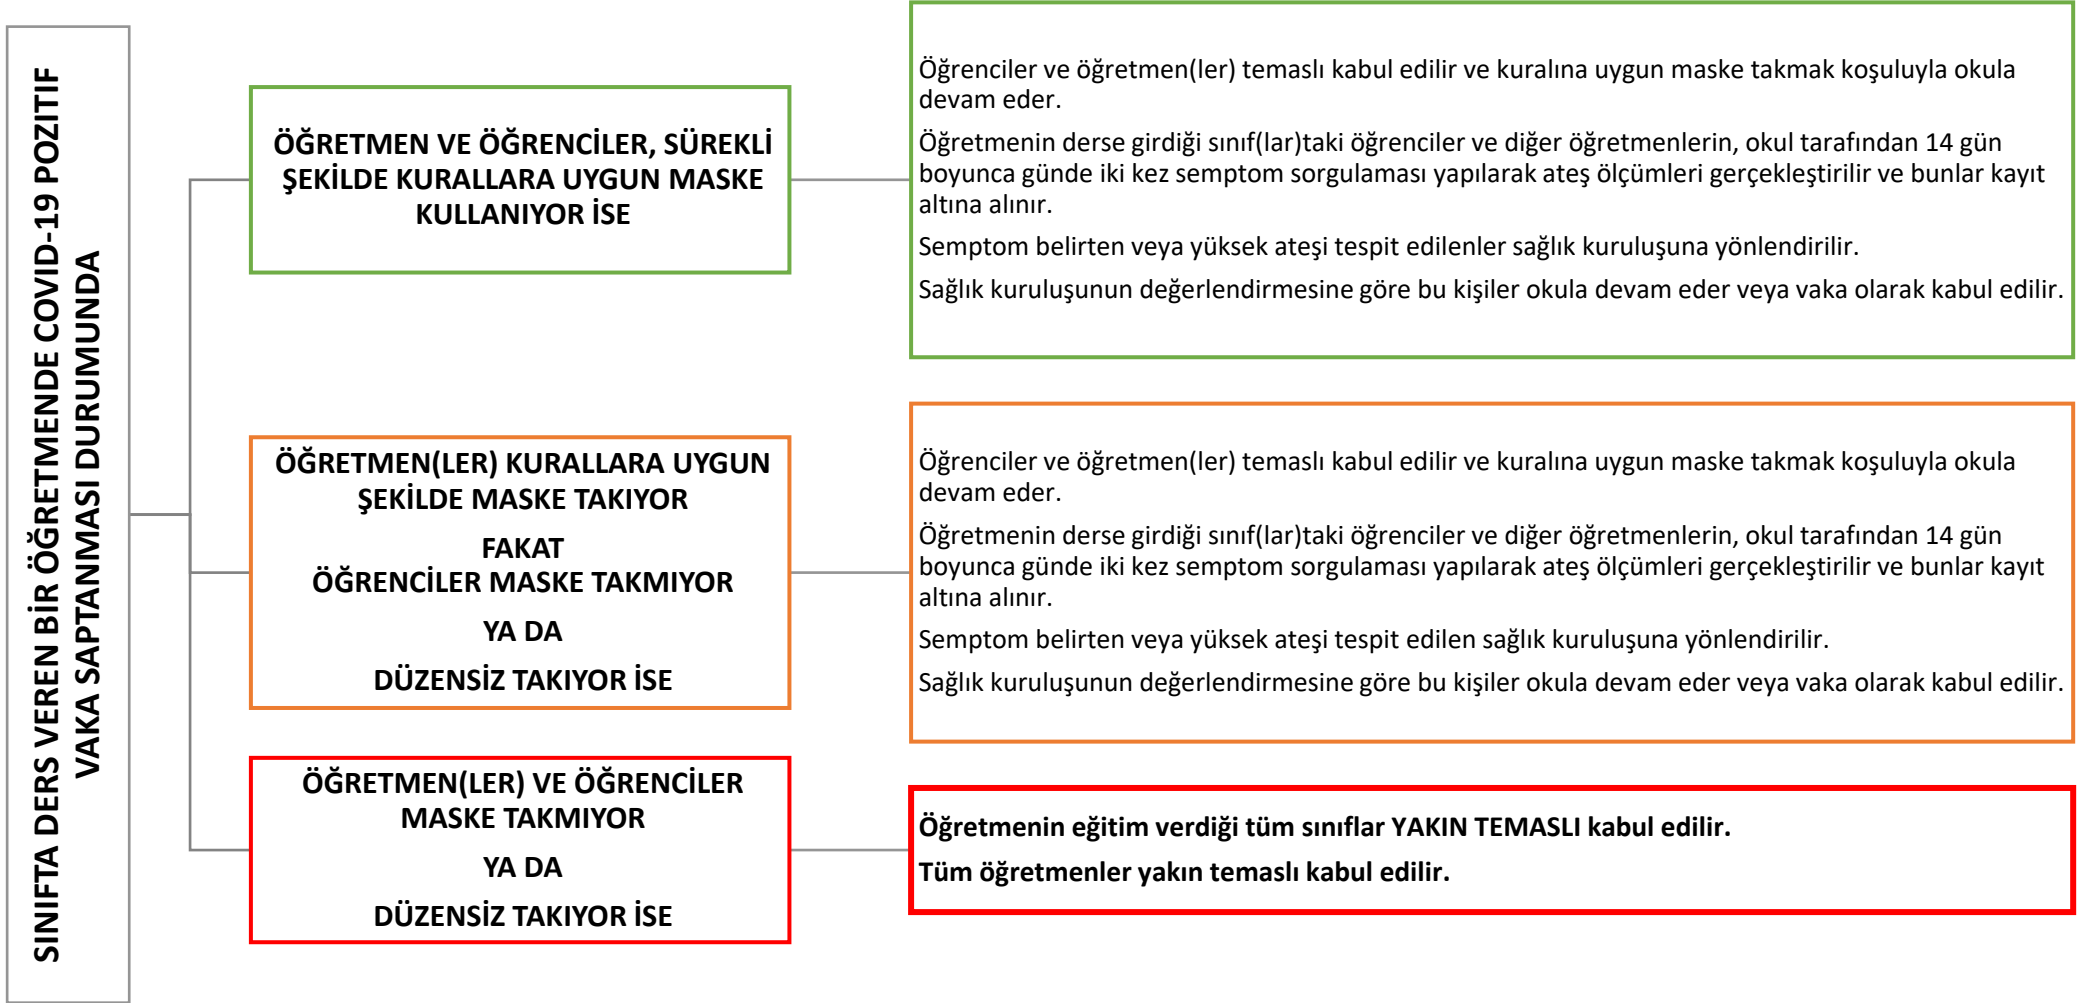 SINIFTA DERS VEREN BİR ÖĞRETMENDE COVID-19 POZITIF
VAKA SAPTANMASI DURUMUNDA
ÖĞRETMEN VE ÖĞRENCİLER, SÜREKLİ
ŞEKİLDE KURALLARA UYGUN MASKE
KULLANIYOR İSE
Öğrenciler ve öğretmen(ler) temaslı kabul edilir ve kuralına uygun maske takmak koşuluyla okula
devam eder.
Öğretmenin derse girdiği sınıf(lar)taki öğrenciler ve diğer öğretmenlerin, okul tarafından 14 gün
boyunca günde iki kez semptom sorgulaması yapılarak ateş ölçümleri gerçekleştirilir ve bunlar kayıt
altına alınır.
Semptom belirten veya yüksek ateşi tespit edilenler sağlık kuruluşuna yönlendirilir.
Sağlık kuruluşunun değerlendirmesine göre bu kişiler okula devam eder veya vaka olarak kabul edilir.
ÖĞRETMEN(LER) KURALLARA UYGUN
ŞEKİLDE MASKE TAKIYOR
FAKAT
ÖĞRENCİLER MASKE TAKMIYOR
YA DA
DÜZENSİZ TAKIYOR İSE
Öğrenciler ve öğretmen(ler) temaslı kabul edilir ve kuralına uygun maske takmak koşuluyla okula
devam eder.
Öğretmenin derse girdiği sınıf(lar)taki öğrenciler ve diğer öğretmenlerin, okul tarafından 14 gün
boyunca günde iki kez semptom sorgulaması yapılarak ateş ölçümleri gerçekleştirilir ve bunlar kayıt
altına alınır.
Semptom belirten veya yüksek ateşi tespit edilen sağlık kuruluşuna yönlendirilir.
Sağlık kuruluşunun değerlendirmesine göre bu kişiler okula devam eder veya vaka olarak kabul edilir.
ÖĞRETMEN(LER) VE ÖĞRENCİLER
MASKE TAKMIYOR
YA DA
DÜZENSİZ TAKIYOR İSE
Öğretmenin eğitim verdiği tüm sınıflar YAKIN TEMASLI kabul edilir.
Tüm öğretmenler yakın temaslı kabul edilir.